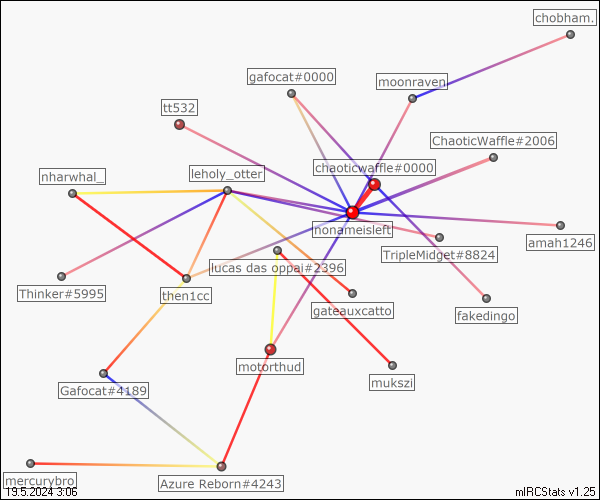 chobham.
gafocat#0000
moonraven
tt532
ChaoticWaffle#2006
chaoticwaffle#0000
leholy_otter
nharwhal_
nonameisleft
amah1246
TripleMidget#8824
lucas das oppai#2396
Thinker#5995
then1cc
gateauxcatto
fakedingo
motorthud
mukszi
Gafocat#4189
mercurybro
Azure Reborn#4243
19.5.2024 3:06
mIRCStats v1.25